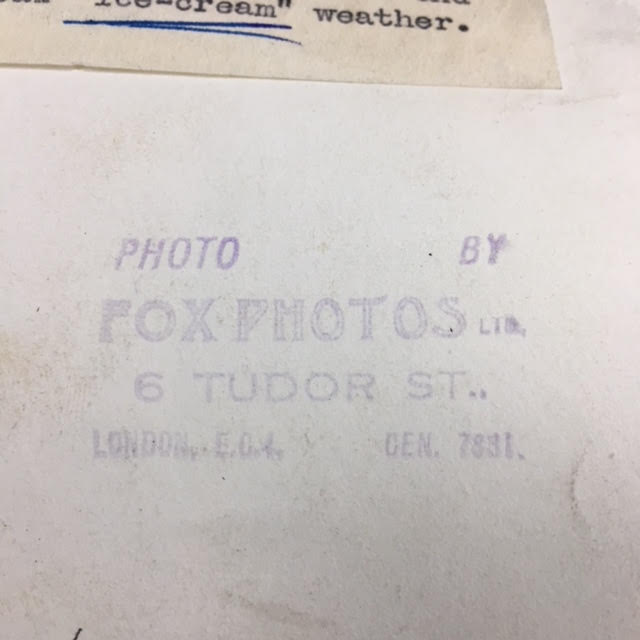 "ice-cream" weather.
PHOTO BY
FOX PHOTOS LTD.
6 TUDOR ST.,
LONDON, E.C.4. CEN. 7891.